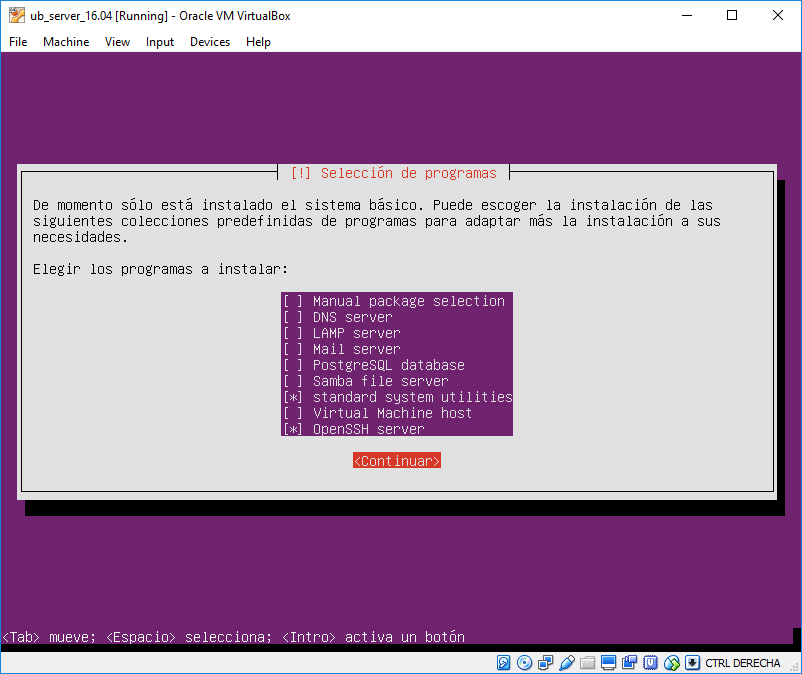 ub_server_16.04 [Running] - Oracle VM VirtualBox
File Machine View Input Devices Help
[!] Selección de programas
De momento sólo está instalado el sistema básico. Puede escoger la instalación de las
siguientes colecciones predefinidas de programas para adaptar más la instalación a sus
necesidades.
Elegir los programas a instalar:
[ ] Manual package selection
[ ] DNS server
[ ] LAMP server
[ ] Mail server
[ ] PostgreSQL database
[ ] Samba file server
[*] standard system utilities
[ ] Virtual Machine host
[*] OpenSSH server
<Continuar>
<Tab> mueve; <Espacio> selecciona; <Intro> activa un botón
CTRL DERECHA